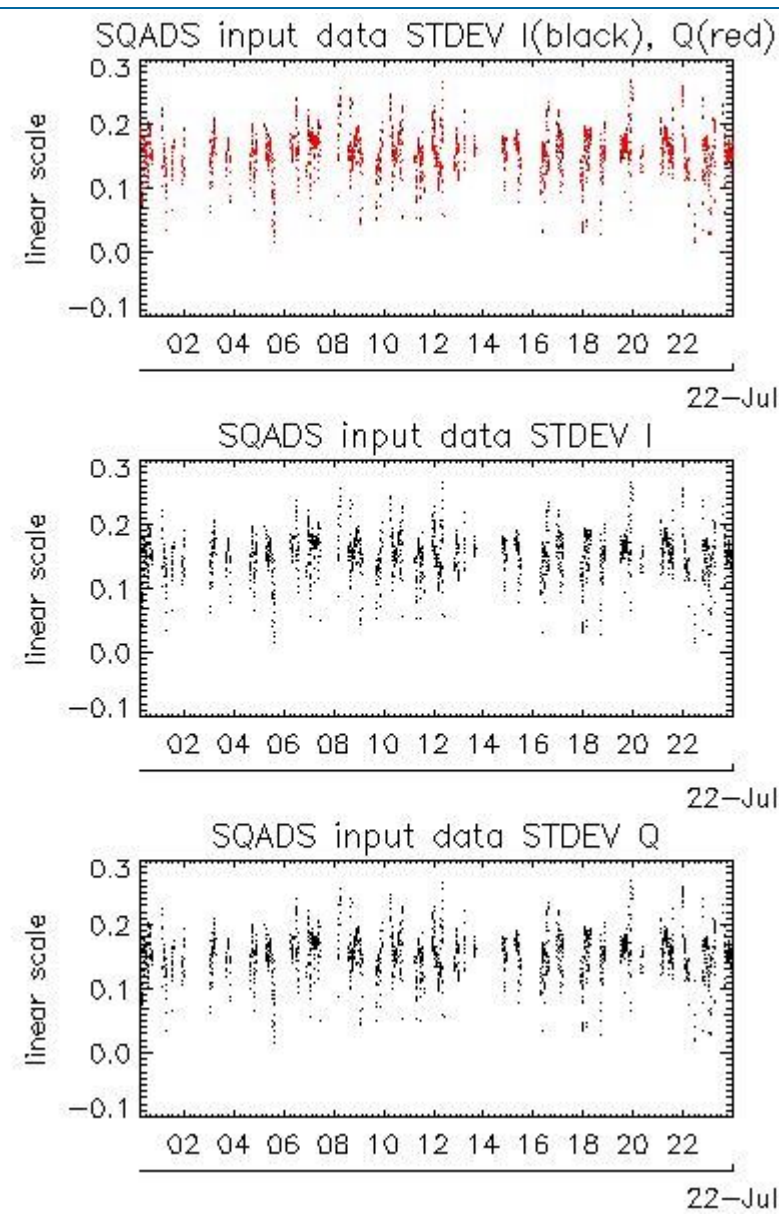 SQADS input data STDEV I(black), Q(red)
0.3
0.2
0.1
0.0
−0.1
linear scale
02 04 06 08 10 12 14 16 18 20 22
22−Jul
SQADS input data STDEV I
0.3
0.2
0.1
0.0
−0.1
linear scale
02 04 06 08 10 12 14 16 18 20 22
22−Jul
SQADS input data STDEV Q
0.3
0.2
0.1
0.0
−0.1
linear scale
02 04 06 08 10 12 14 16 18 20 22
22−Jul